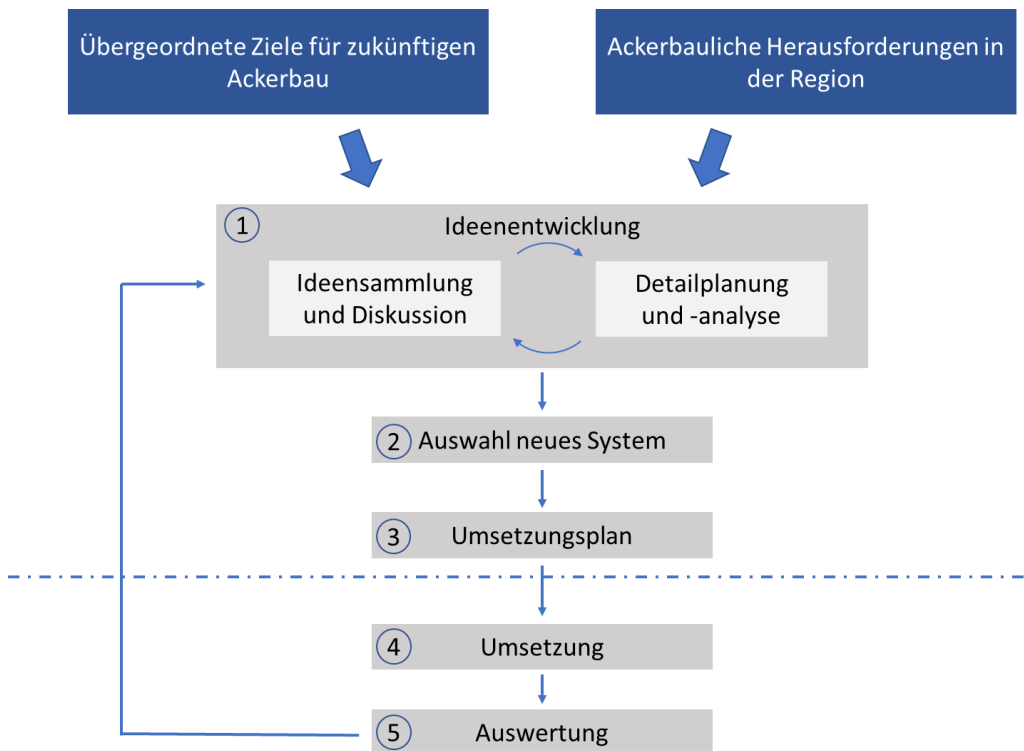 Übergeordnete Ziele für zukünftigen
Ackerbau
Ackerbauliche Herausforderungen in
der Region
1
Ideenentwicklung
Ideensammlung
und Diskussion
Detailplanung
und -analyse
2 Auswahl neues System
3 Umsetzungsplan
4 Umsetzung
5 Auswertung